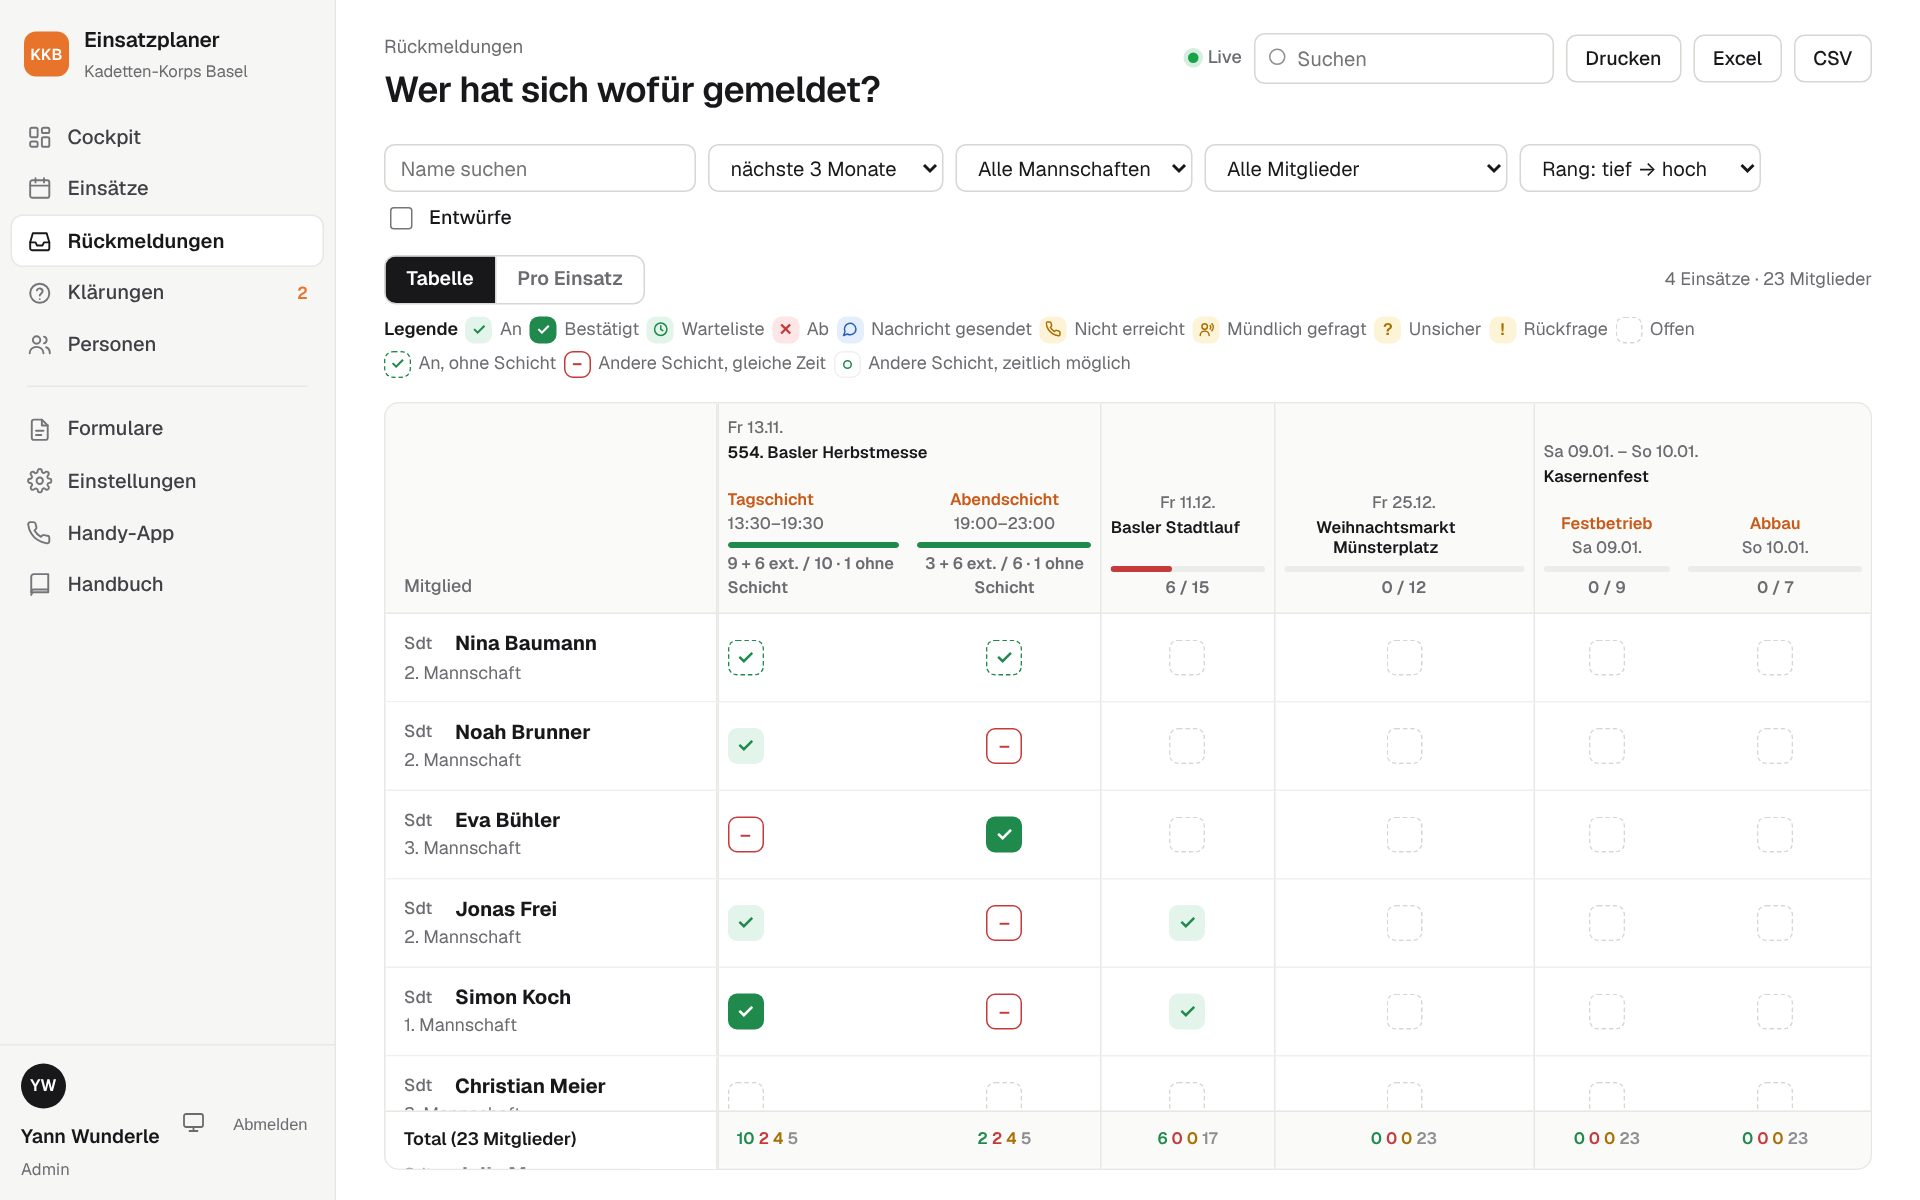 KKB
Einsatzplaner
Kadetten-Korps Basel
Cockpit
Einsätze
Rückmeldungen
Klärungen 2
Personen
Formulare
Einstellungen
Handy-App
Handbuch
YW
Yann Wunderle
Admin
Abmelden
Rückmeldungen
Wer hat sich wofür gemeldet?
Live
Suchen
Drucken
Excel
CSV
Name suchen
nächste 3 Monate
Alle Mannschaften
Alle Mitglieder
Rang: tief → hoch
Entwürfe
Tabelle
Pro Einsatz
4 Einsätze · 23 Mitglieder
Legende An Bestätigt Warteliste Ab Nachricht gesendet Nicht erreicht Mündlich gefragt ? Unsicher ! Rückfrage Offen
An, ohne Schicht Andere Schicht, gleiche Zeit Andere Schicht, zeitlich möglich
Mitglied
Fr 13.11.
554. Basler Herbstmesse
Tagschicht
13:30–19:30
9 + 6 ext. / 10 · 1 ohne
Schicht
Abendschicht
19:00–23:00
3 + 6 ext. / 6 · 1 ohne
Schicht
Fr 11.12.
Basler Stadtlauf
6 / 15
Fr 25.12.
Weihnachtsmarkt
Münsterplatz
0 / 12
Sa 09.01. – So 10.01.
Kasernenfest
Festbetrieb
Sa 09.01.
0 / 9
Abbau
So 10.01.
0 / 7
Sdt Nina Baumann
2. Mannschaft
Sdt Noah Brunner
2. Mannschaft
Sdt Eva Bühler
3. Mannschaft
Sdt Jonas Frei
2. Mannschaft
Sdt Simon Koch
1. Mannschaft
Sdt Christian Meier
Total (23 Mitglieder) 10 2 4 5 2 2 4 5 6 0 0 17 0 0 0 23 0 0 0 23 0 0 0 23